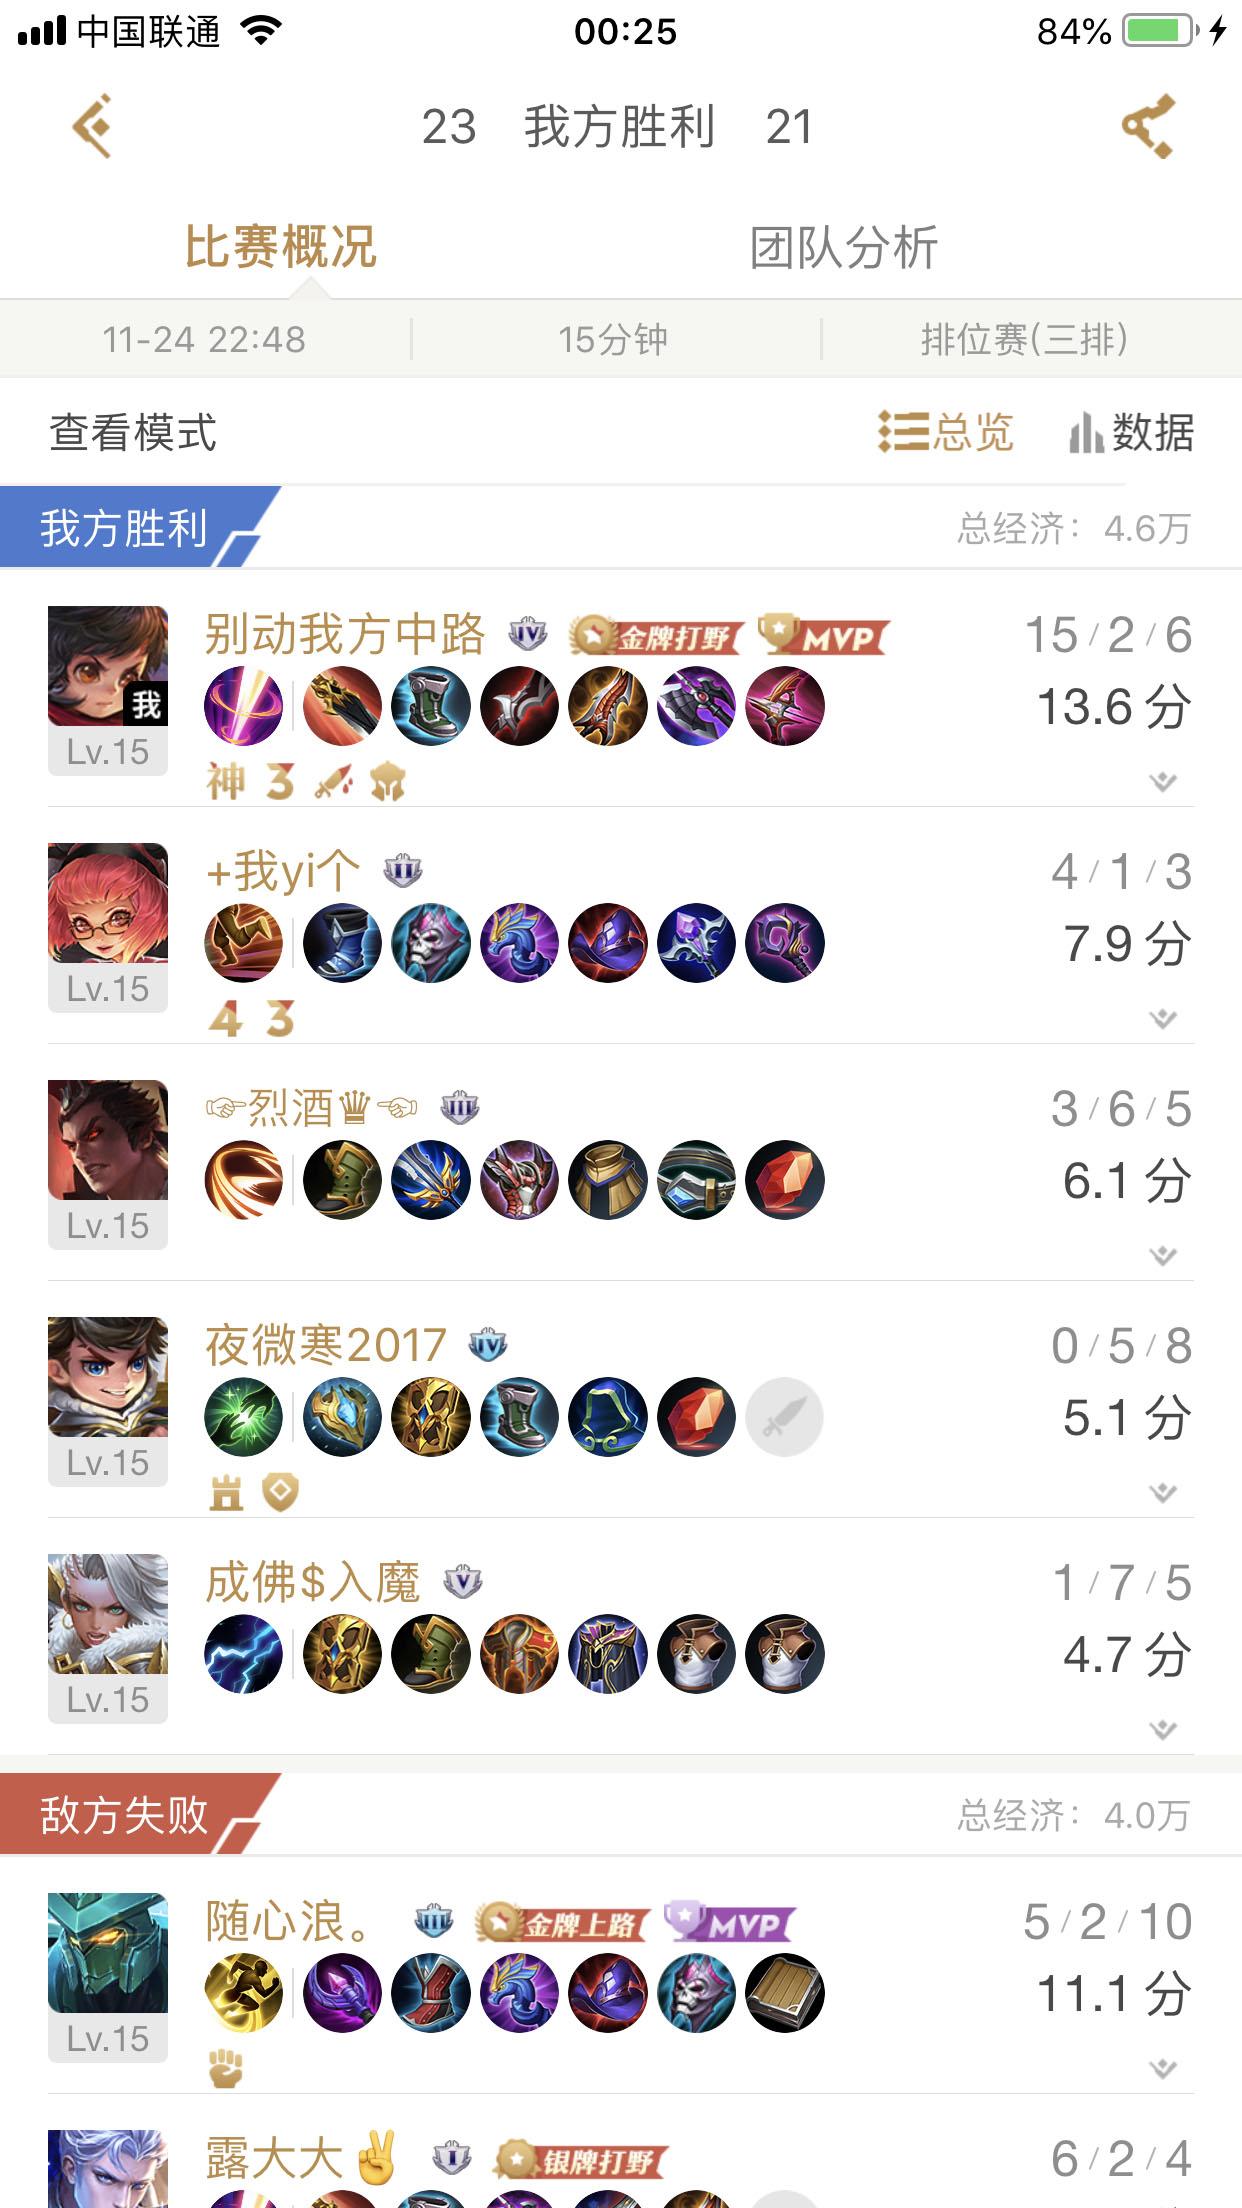 中国联通 00:25 84%
23 我方胜利 21
比赛概况 团队分析
11-24 22:48 15分钟 排位赛(三排)
查看模式 总览 数据
我方胜利 总经济：4.6万
别动我方中路 IV 金牌打野 MVP 15 / 2 / 6
我 13.6 分
Lv.15
神 3
+我yi个 II 4 / 1 / 3
7.9 分
Lv.15
4 3
☞烈酒♛☜ III 3 / 6 / 5
6.1 分
Lv.15
夜微寒2017 IV 0 / 5 / 8
5.1 分
Lv.15
成佛$入魔 V 1 / 7 / 5
4.7 分
Lv.15
敌方失败 总经济：4.0万
随心浪。 III 金牌上路 MVP 5 / 2 / 10
11.1 分
Lv.15
露大大✌ I 银牌打野 6 / 2 / 4